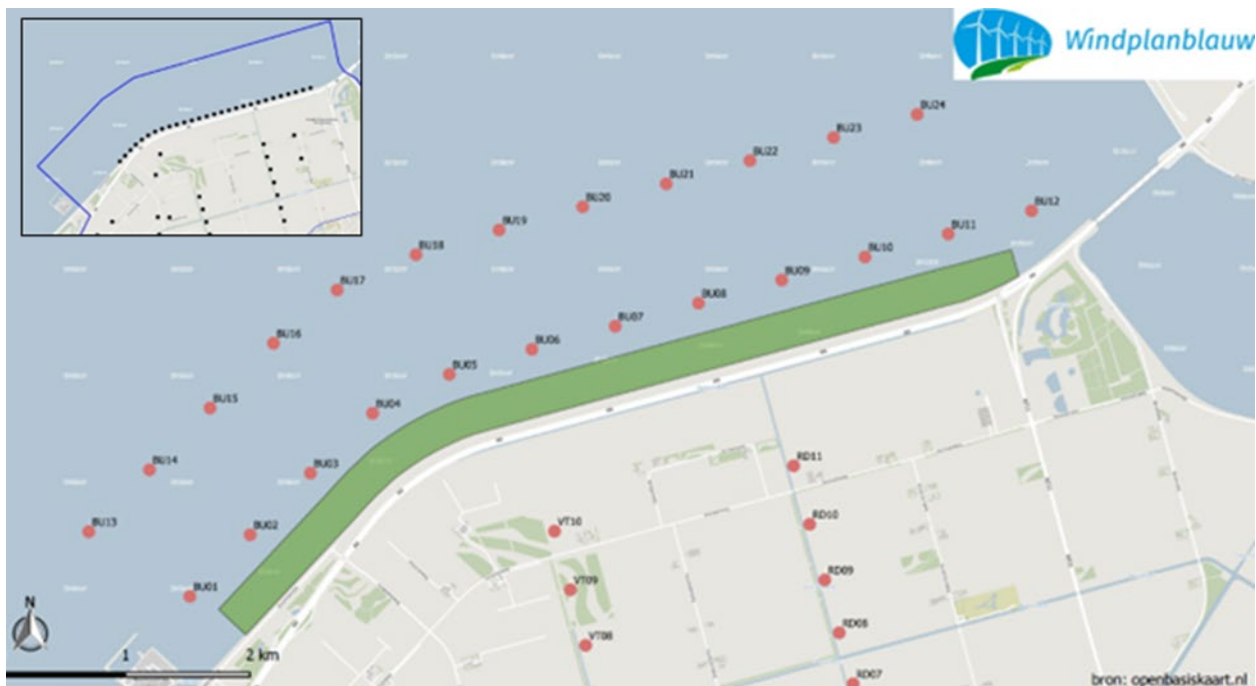 Windplanblauw
BU24
BU23
BU22
BU21
BU20
BU12
BU19
BU11
BU18
BU10
BU17
BU09
BU08
BU07
BU16
BU06
BU05
BU15
BU04
BU14
BU03
RD11
BU13
BU02
VT10
RD10
BU01
VT09
RD09
N
VT08
RD08
1
2 km
RD07
bron: openbasiskaart.nl